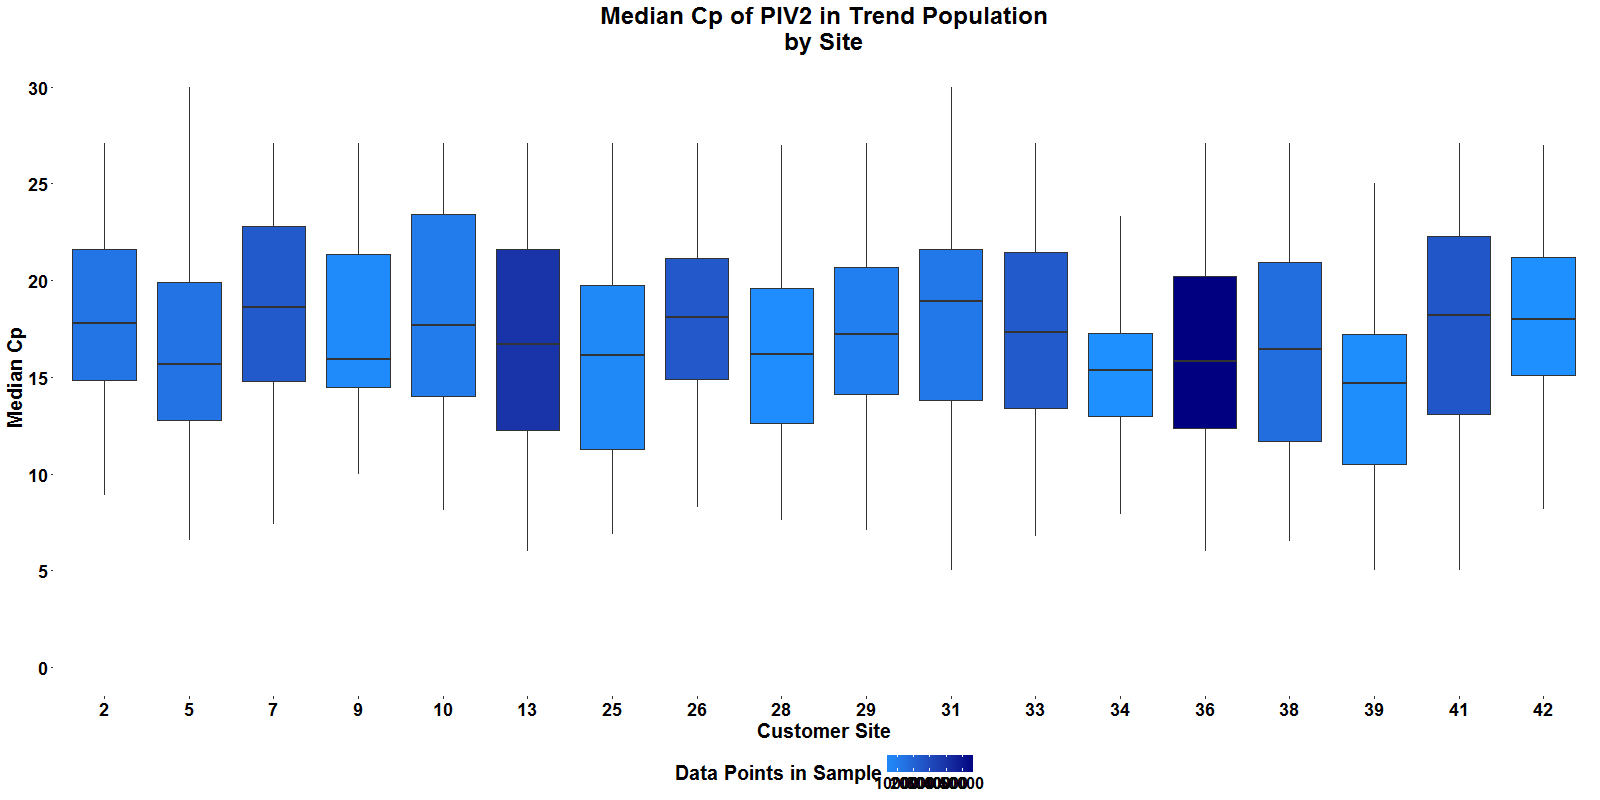 Median Cp of PIV2 in Trend Population
by Site
30
25
20
15
10
5
0
Median Cp
2 5 7 9 10 13 25 26 28 29 31 33 34 36 38 39 41 42
Customer Site
Data Points in Sample